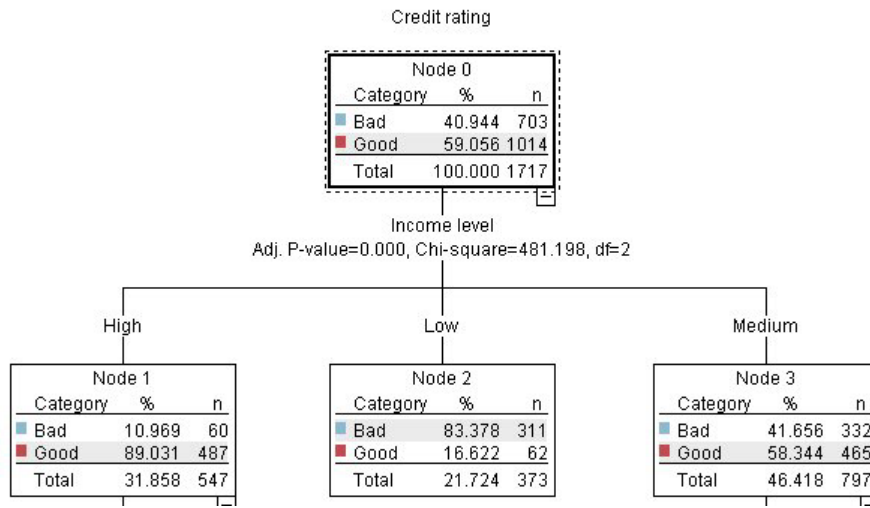 Credit rating
Node 0
Category % n
Bad 40.944 703
Good 59.056 1014
Total 100.000 1717
Income level
Adj. P-value=0.000, Chi-square=481.198, df=2
High Low Medium
Node 1
Category % n
Bad 10.969 60
Good 89.031 487
Total 31.858 547
Node 2
Category % n
Bad 83.378 311
Good 16.622 62
Total 21.724 373
Node 3
Category % n
Bad 41.656 332
Good 58.344 465
Total 46.418 797